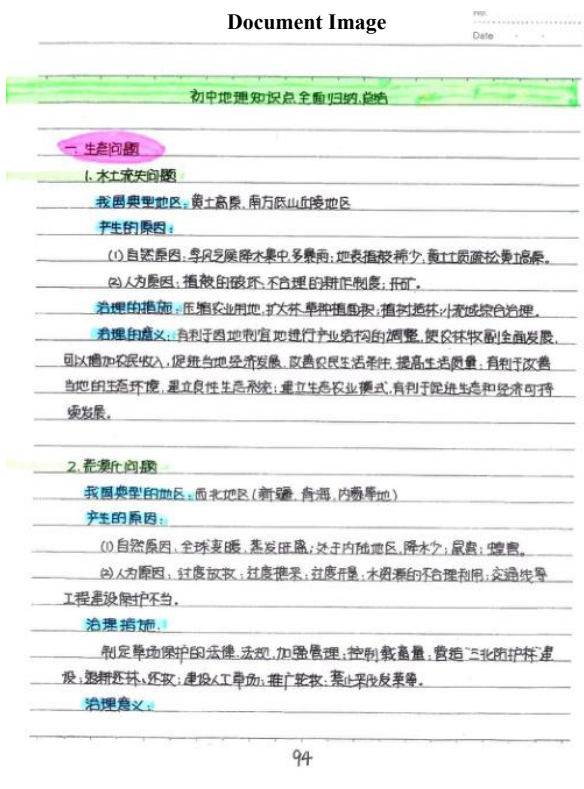 Document Image
No.
Date
初中地理知识点全面归纳总结
一. 生态问题
1. 水土流失问题
我国典型地区：黄土高原、南方低山丘陵地区
产生的原因：
(1) 自然原因：季风气候降水集中，多暴雨；地表植被稀少；黄土土质疏松（黄土高原）。
(2) 人为原因：植被的破坏；不合理的耕作制度；开矿。
治理的措施：压缩农业用地，扩大林草种植面积；植树造林；小流域综合治理。
治理的意义：有利于因地制宜地进行产业结构的调整，使农林牧副全面发展，
可以增加农民收入，促进当地经济发展，改善农民生活条件，提高生活质量；有利于改善
当地的生态环境，建立良性生态系统；建立生态农业模式，有利于促进生态和经济可持
续发展。
2. 荒漠化问题
我国典型的地区：西北地区（新疆、青海、内蒙等地）
产生的原因：
(1) 自然原因：全球变暖，蒸发旺盛；处于内陆地区，降水少；鼠害；蝗害。
(2) 人为原因：过度放牧；过度樵采；过度开垦；水资源的不合理利用；交通线等
工程建设保护不当。
治理措施：
制定草场保护的法律、法规，加强管理；控制载畜量；营造“三北防护林”建
设；退耕还林、还牧；建设人工草场；推广轮牧；禁止采伐发菜等。
治理意义：
94